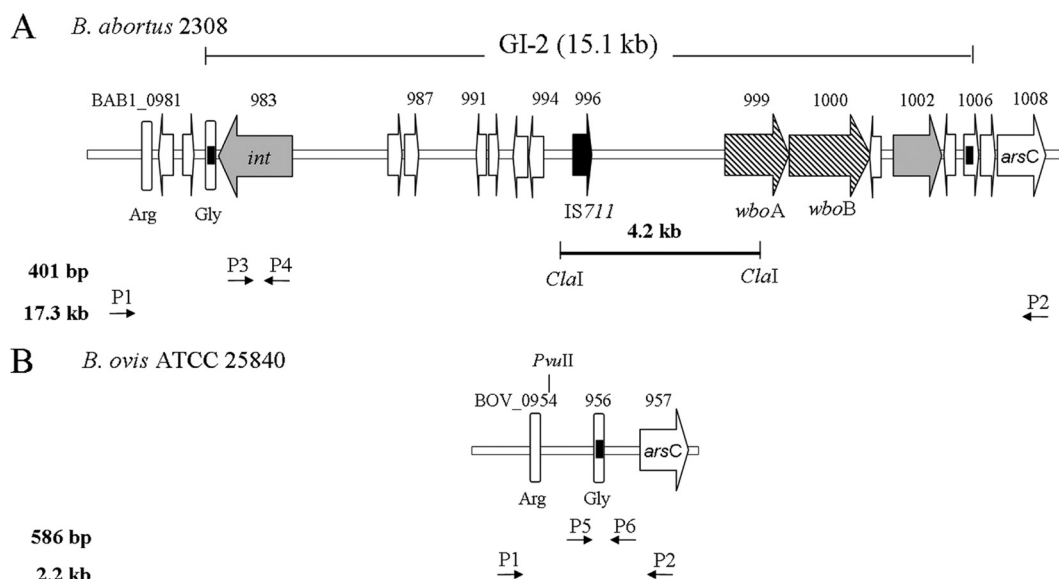 A B. abortus 2308
GI-2 (15.1 kb)
BAB1_0981 983 987 991 994 996 999 1000 1002 1006 1008
int arsC
Arg Gly IS711 wboA wboB
4.2 kb
ClaI ClaI
401 bp P3 P4
17.3 kb P1 P2
B B. ovis ATCC 25840
PvuII
BOV_0954 956 957
arsC
Arg Gly
586 bp P5 P6
2.2 kb P1 P2